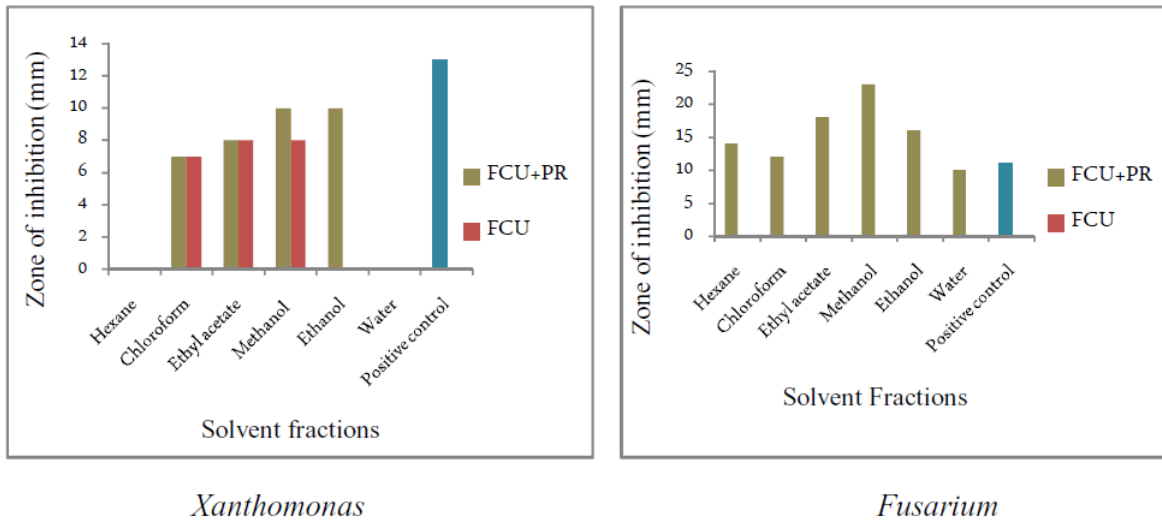 Zone of inhibition (mm)
14
12
10
8
6
4
2
0
Hexane
Chloroform
Ethyl acetate
Methanol
Ethanol
Water
Positive control
FCU+PR
FCU
Solvent fractions
Xanthomonas
Zone of inhibition (mm)
25
20
15
10
5
0
Hexane
Chloroform
Ethyl acetate
Methanol
Ethanol
Water
Positive control
FCU+PR
FCU
Solvent Fractions
Fusarium